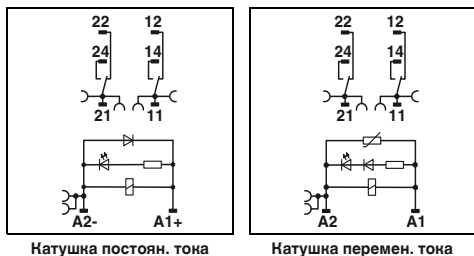 22 12
24 14
21 11
A2- A1+
Катушка постоян. тока
22 12
24 14
21 11
A2 A1
Катушка перемен. тока